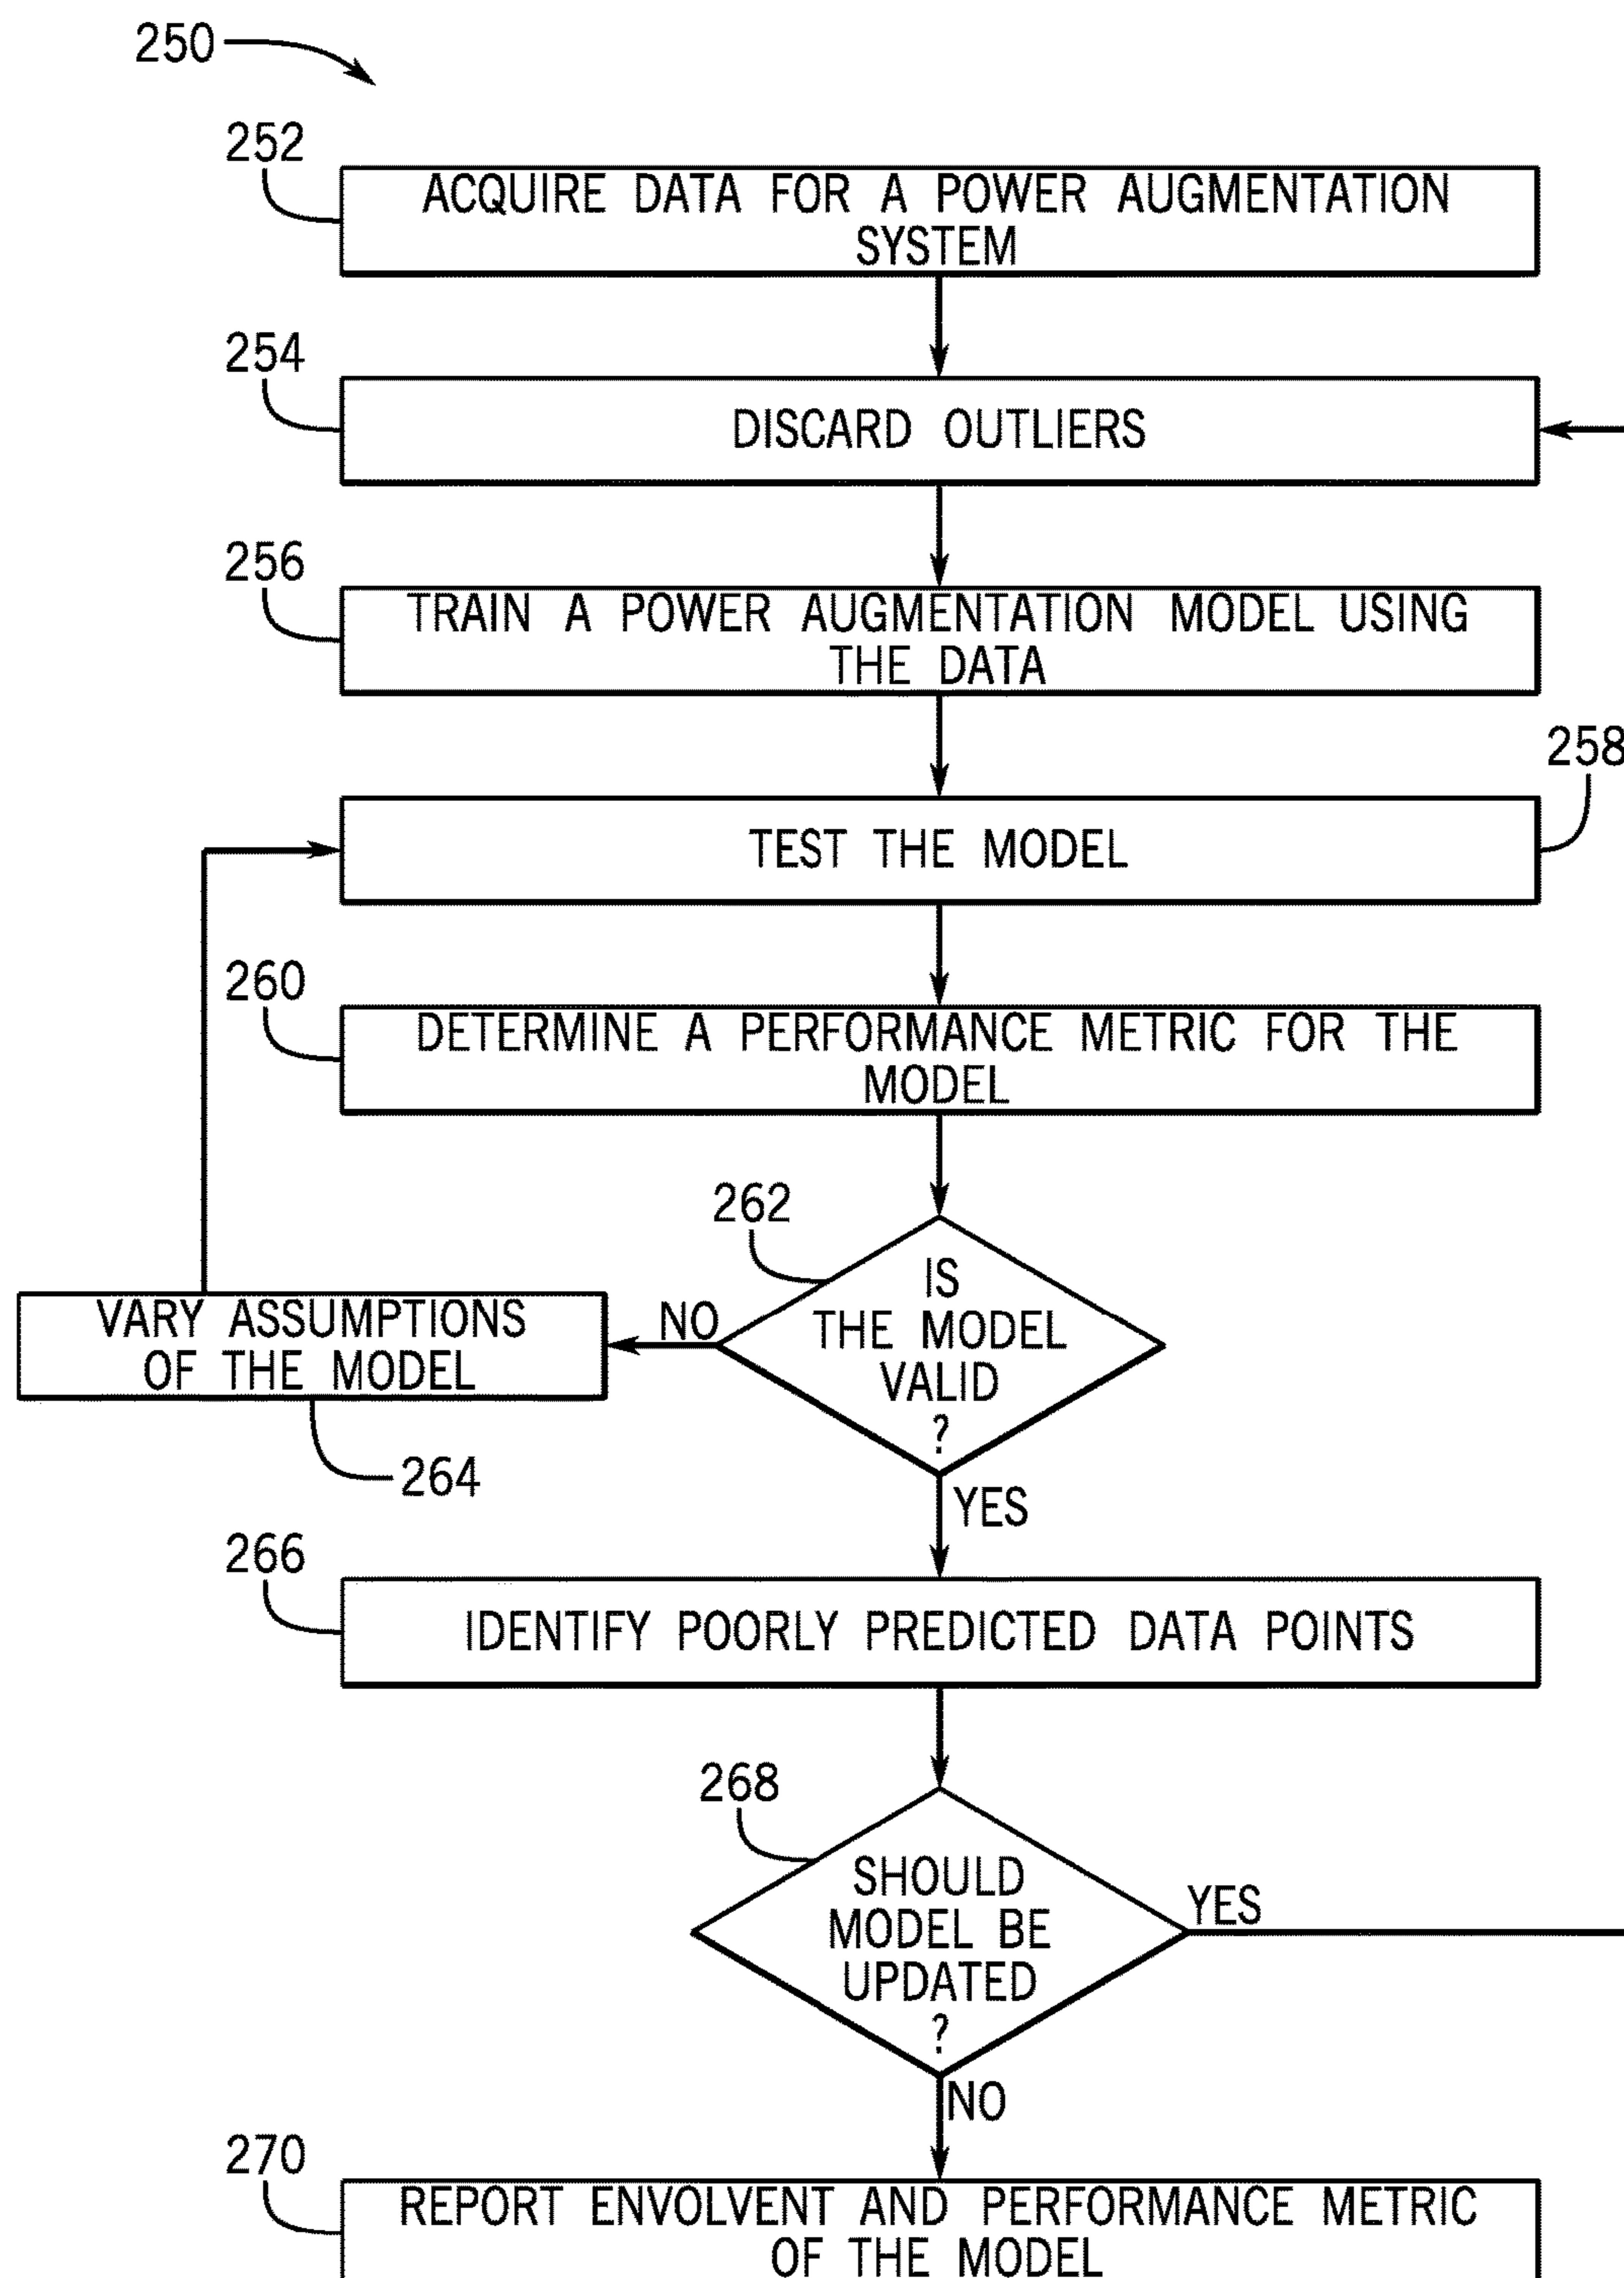 250
252
ACQUIRE DATA FOR A POWER AUGMENTATION
SYSTEM
254
DISCARD OUTLIERS
256
TRAIN A POWER AUGMENTATION MODEL USING
THE DATA
258
TEST THE MODEL
260
DETERMINE A PERFORMANCE METRIC FOR THE
MODEL
262
IS
THE MODEL
VALID
?
NO
VARY ASSUMPTIONS
OF THE MODEL
264
YES
266
IDENTIFY POORLY PREDICTED DATA POINTS
268
SHOULD
MODEL BE
UPDATED
?
YES
NO
270
REPORT ENVOLVENT AND PERFORMANCE METRIC
OF THE MODEL